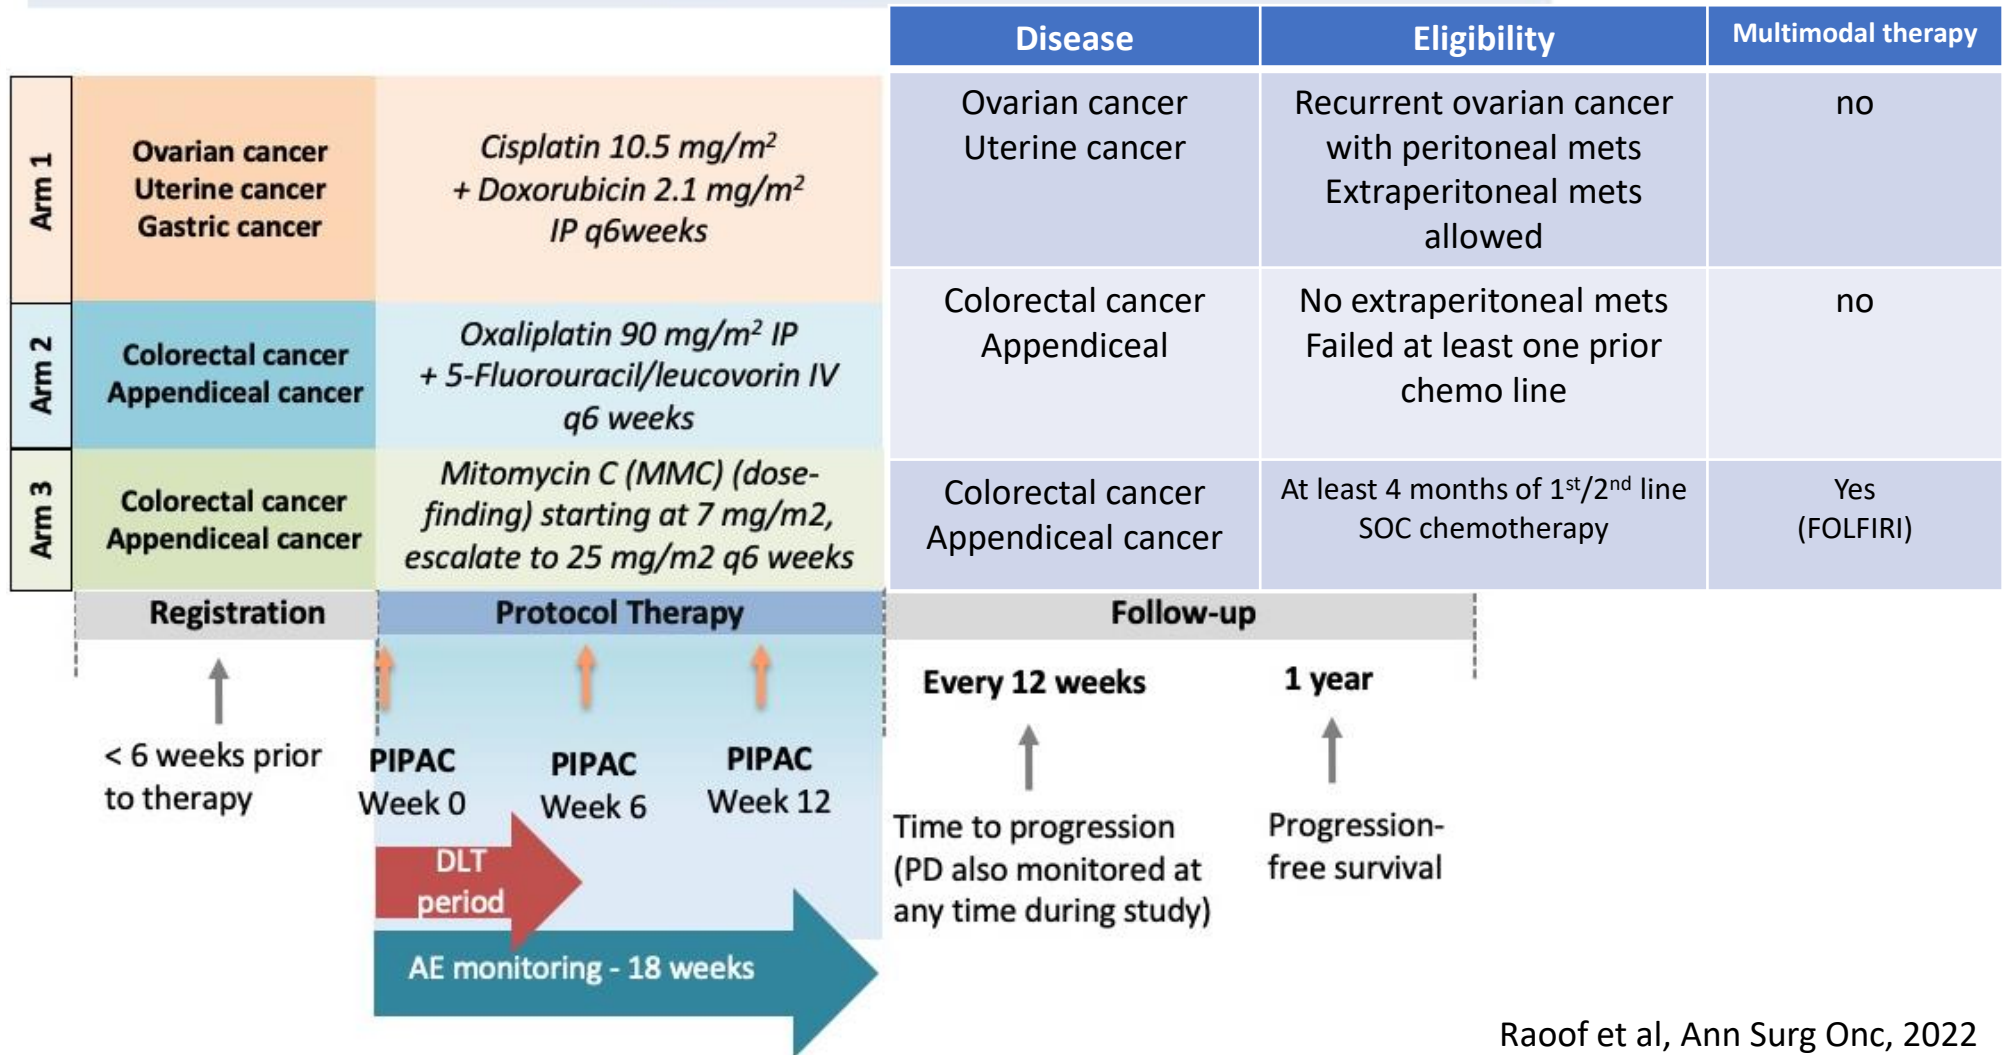 Disease
Eligibility
Multimodal therapy
Arm 1
Ovarian cancer
Uterine cancer
Gastric cancer
Cisplatin 10.5 mg/m²
+ Doxorubicin 2.1 mg/m²
IP q6weeks
Ovarian cancer
Uterine cancer
Recurrent ovarian cancer
with peritoneal mets
Extraperitoneal mets
allowed
no
Arm 2
Colorectal cancer
Appendiceal cancer
Oxaliplatin 90 mg/m² IP
+ 5-Fluorouracil/leucovorin IV
q6 weeks
Colorectal cancer
Appendiceal
No extraperitoneal mets
Failed at least one prior
chemo line
no
Arm 3
Colorectal cancer
Appendiceal cancer
Mitomycin C (MMC) (dose-
finding) starting at 7 mg/m2,
escalate to 25 mg/m2 q6 weeks
Colorectal cancer
Appendiceal cancer
At least 4 months of 1st/2nd line
SOC chemotherapy
Yes
(FOLFIRI)
Registration
Protocol Therapy
Follow-up
< 6 weeks prior
to therapy
PIPAC
Week 0
PIPAC
Week 6
PIPAC
Week 12
Every 12 weeks
1 year
Time to progression
(PD also monitored at
any time during study)
Progression-
free survival
DLT
period
AE monitoring - 18 weeks
Raoof et al, Ann Surg Onc, 2022